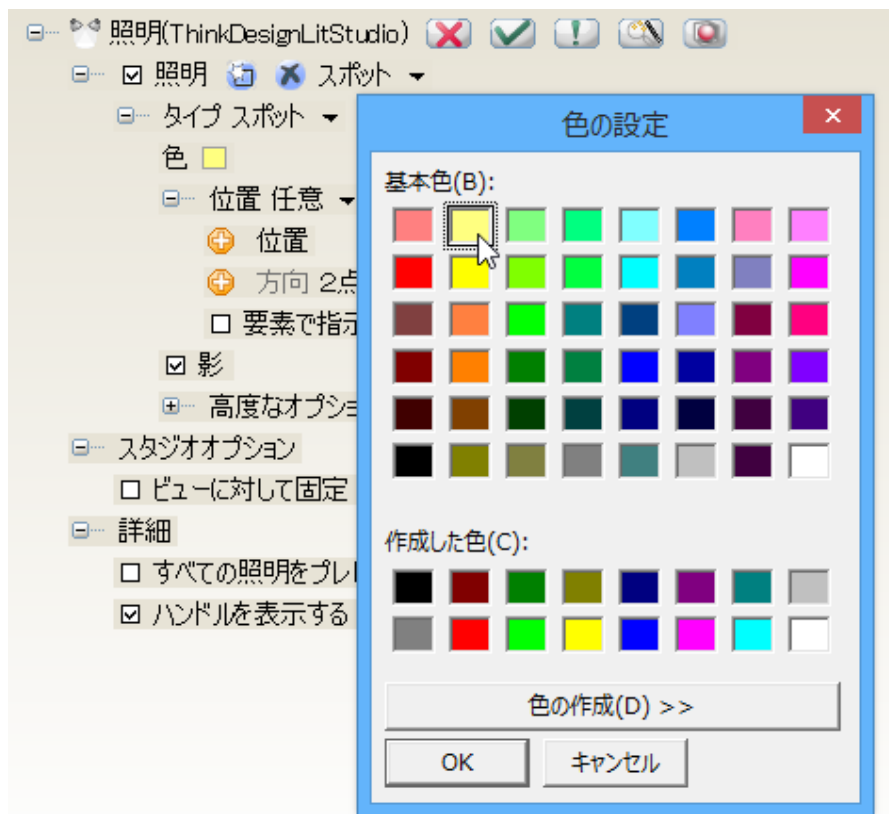 照明(ThinkDesignLitStudio)
照明 スポット
タイプ スポット
色
位置 任意
位置
方向 2点
要素で指示
影
高度なオプショ
スタジオオプション
ビューに対して固定
詳細
すべての照明をプレ
ハンドルを表示する
色の設定
基本色(B):
作成した色(C):
色の作成(D) >>
OK キャンセル